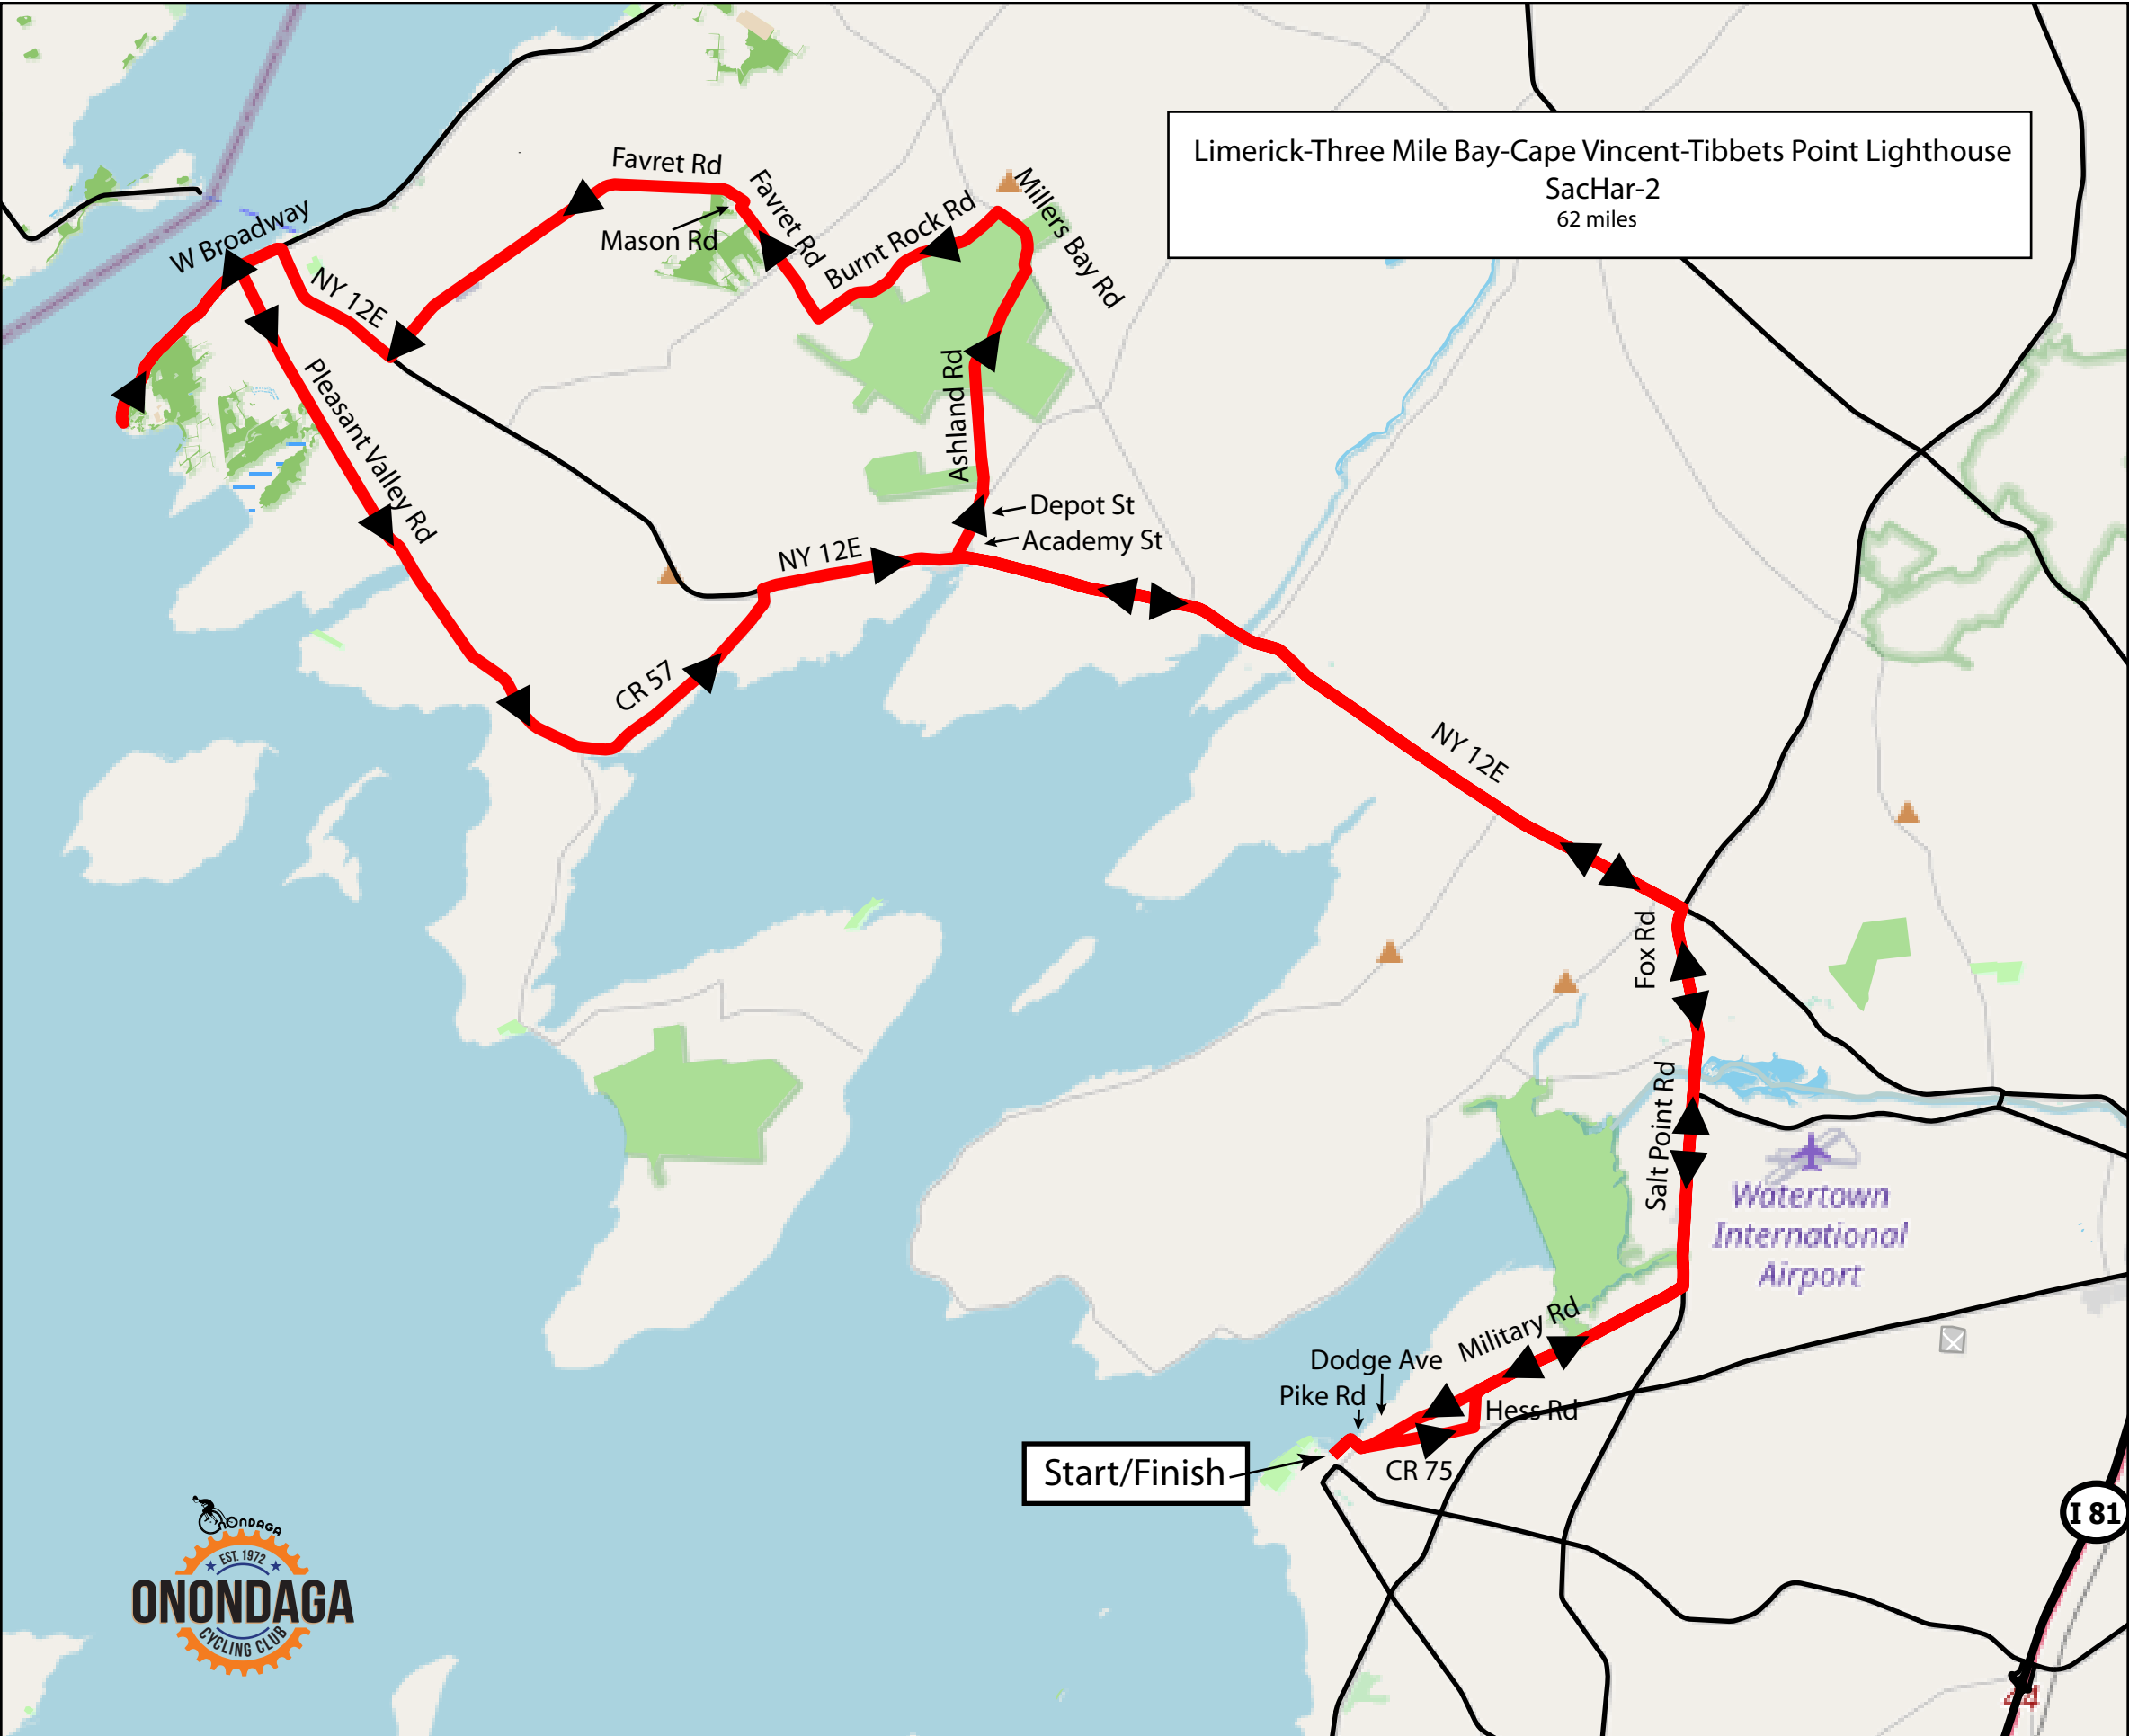 Limerick-Three Mile Bay-Cape Vincent-Tibbets Point Lighthouse
SacHar-2
62 miles
Favret Rd
Favret Rd
Mason Rd
Millers Bay Rd
Burnt Rock Rd
W Broadway
NY 12E
Pleasant Valley Rd
Ashland Rd
Depot St
Academy St
NY 12E
CR 57
NY 12E
Fox Rd
Salt Point Rd
Watertown
International
Airport
Military Rd
Dodge Ave
Pike Rd
Hess Rd
CR 75
Start/Finish
I 81
ONONDAGA
EST. 1972
ONONDAGA
CYCLING CLUB